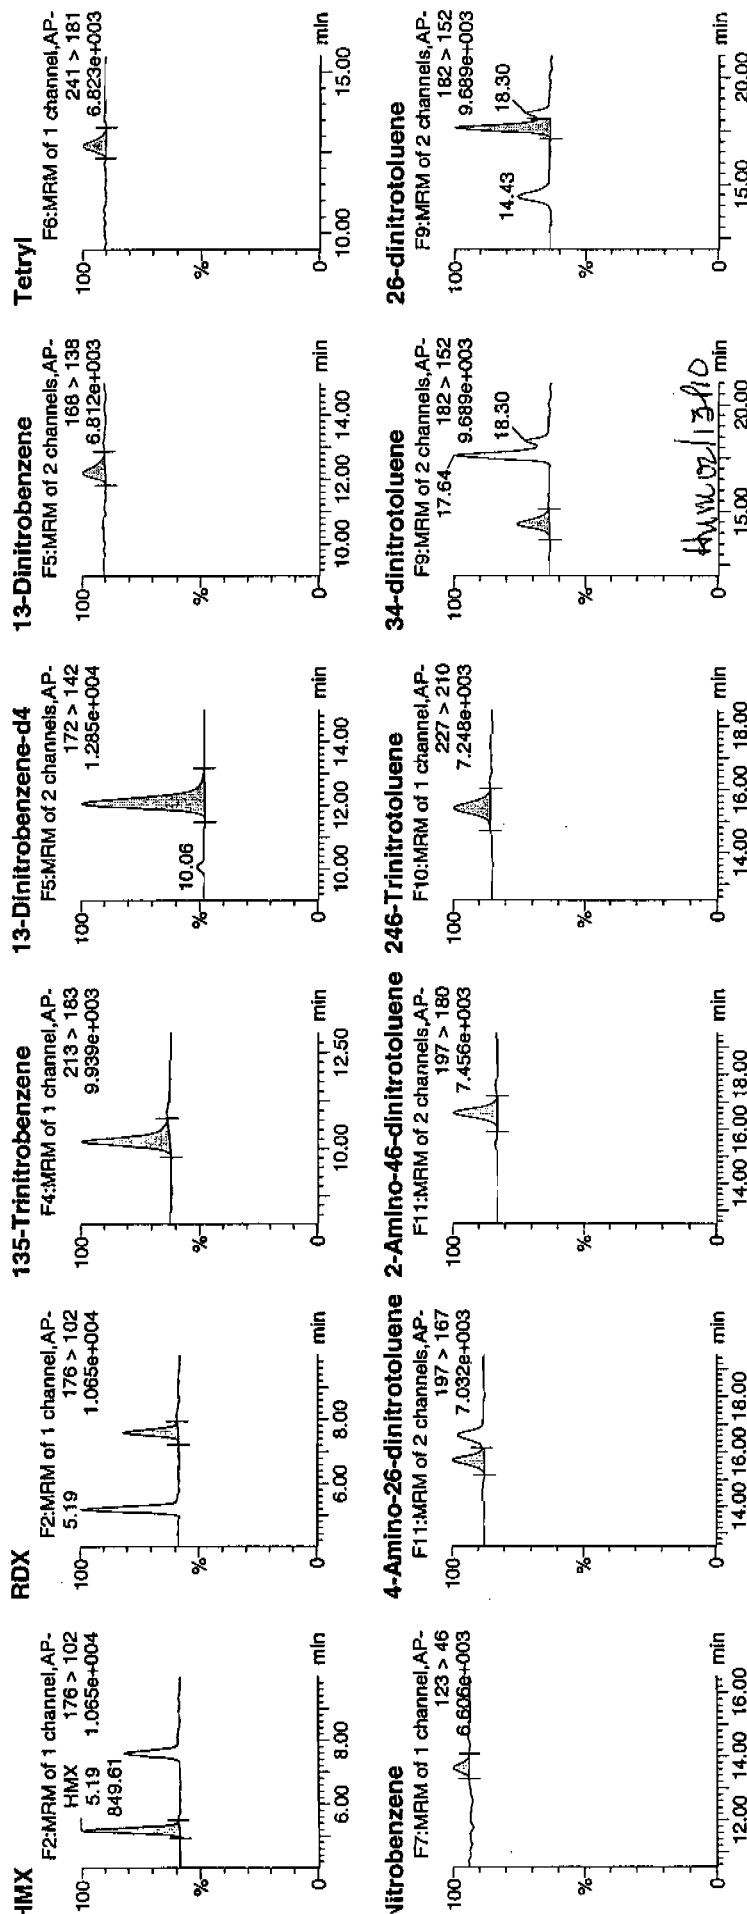 HMX
F2:MRM of 1 channel,AP-
176 > 102
1.065e+004
HMX
5.19
849.61
100
%
0
6.00 8.00 min
RDX
F2:MRM of 1 channel,AP-
176 > 102
1.065e+004
5.19
100
%
0
6.00 8.00 min
135-Trinitrobenzene
F4:MRM of 1 channel,AP-
213 > 183
9.939e+003
100
%
0
10.00 12.50 min
13-Dinitrobenzene-d4
F5:MRM of 2 channels,AP-
172 > 142
1.285e+004
10.06
100
%
0
10.00 12.00 14.00 min
13-Dinitrobenzene
F5:MRM of 2 channels,AP-
168 > 138
6.812e+003
100
%
0
10.00 12.00 14.00 min
Tetryl
F6:MRM of 1 channel,AP-
241 > 181
6.823e+003
100
%
0
10.00 15.00 min
Nitrobenzene
F7:MRM of 1 channel,AP-
123 > 46
6.606e+003
100
%
0
12.00 14.00 16.00 min
4-Amino-26-dinitrotoluene
F11:MRM of 2 channels,AP-
197 > 167
7.032e+003
100
%
0
14.00 16.00 18.00 min
2-Amino-46-dinitrotoluene
F11:MRM of 2 channels,AP-
197 > 180
7.456e+003
100
%
0
14.00 16.00 18.00 min
246-Trinitrotoluene
F10:MRM of 1 channel,AP-
227 > 210
7.248e+003
100
%
0
14.00 16.00 18.00 min
34-dinitrotoluene
F9:MRM of 2 channels,AP-
182 > 152
9.689e+003
17.64
18.30
100
%
0
15.00 20.00 min
26-dinitrotoluene
F9:MRM of 2 channels,AP-
182 > 152
9.689e+003
18.30
14.43
100
%
0
15.00 20.00 min